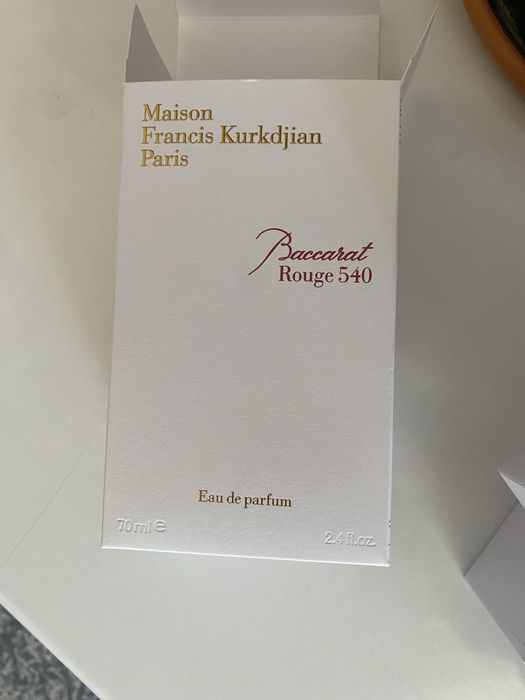 Maison
Francis Kurkdjian
Paris
Baccarat
Rouge 540
Eau de parfum
70 ml ℮
2.4 fl.oz.